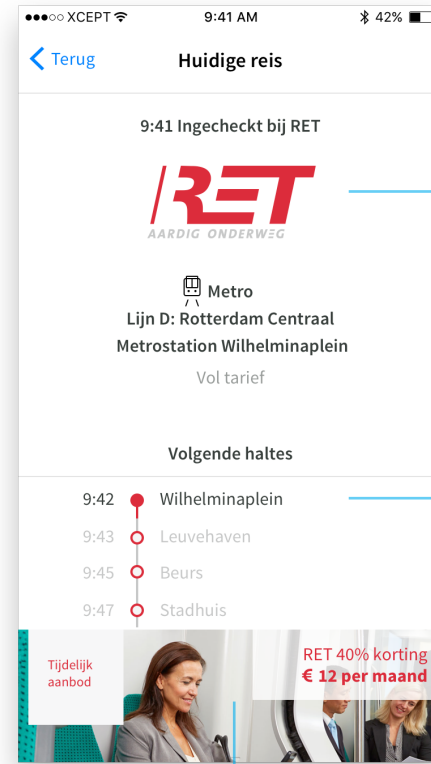 XCEPT 9:41 AM 42%
Terug Huidige reis
9:41 Ingecheckt bij RET
RET
AARDIG ONDERWEG
Metro
Lijn D: Rotterdam Centraal
Metrostation Wilhelminaplein
Vol tarief
Volgende haltes
9:42 Wilhelminaplein
9:43 Leuvehaven
9:45 Beurs
9:47 Stadhuis
Tijdelijk
aanbod
RET 40% korting
€ 12 per maand